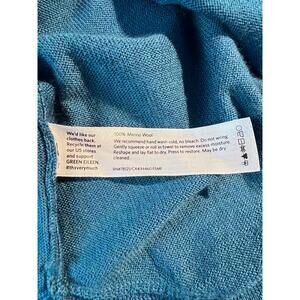 We'd like our
clothes back.
Recycle them at
our US stores
and support
GREEN EILEEN.
100% Merino Wool
We recommend hand wash cold, no bleach. Do not wring.
Gently squeeze or roll in towel to remove excess moisture.
Reshape and lay flat to dry. Press to restore. May be dry
cleaned.